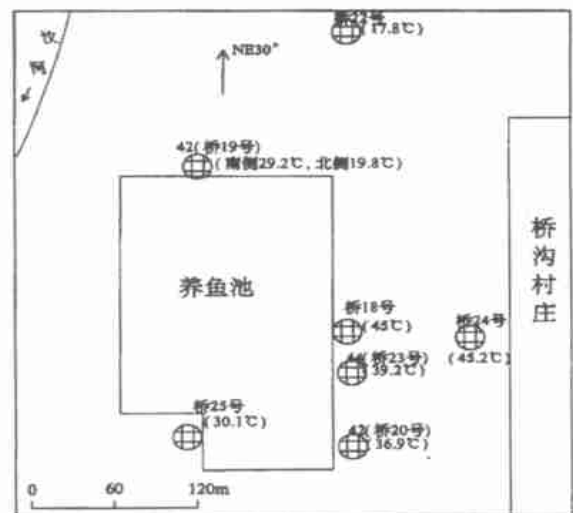 桥22号
(17.8℃)
牧
河
NE30°
42(桥19号)
(南侧29.2℃, 北侧19.8℃)
养鱼池
桥沟村庄
桥18号
(45℃)
桥24号
(45.2℃)
44(桥23号)
(39.2℃)
桥25号
(30.1℃)
42(桥20号)
(36.9℃)
0 60 120m